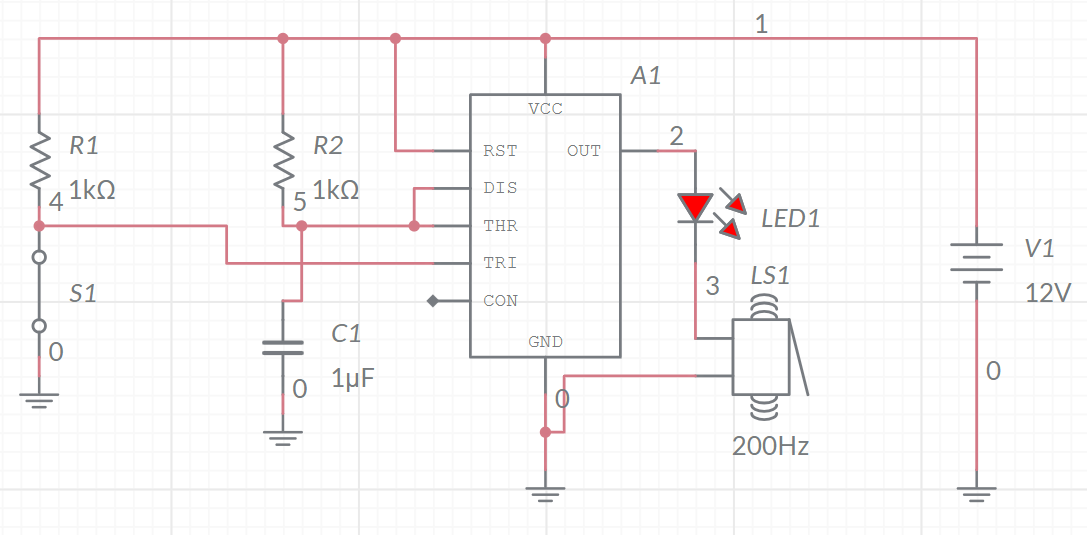 1
A1
VCC
R1
1kΩ
4
R2
1kΩ
5
RST
OUT
2
DIS
THR
TRI
CON
GND
LED1
LS1
3
V1
12V
S1
0
C1
1μF
0
0
200Hz
0